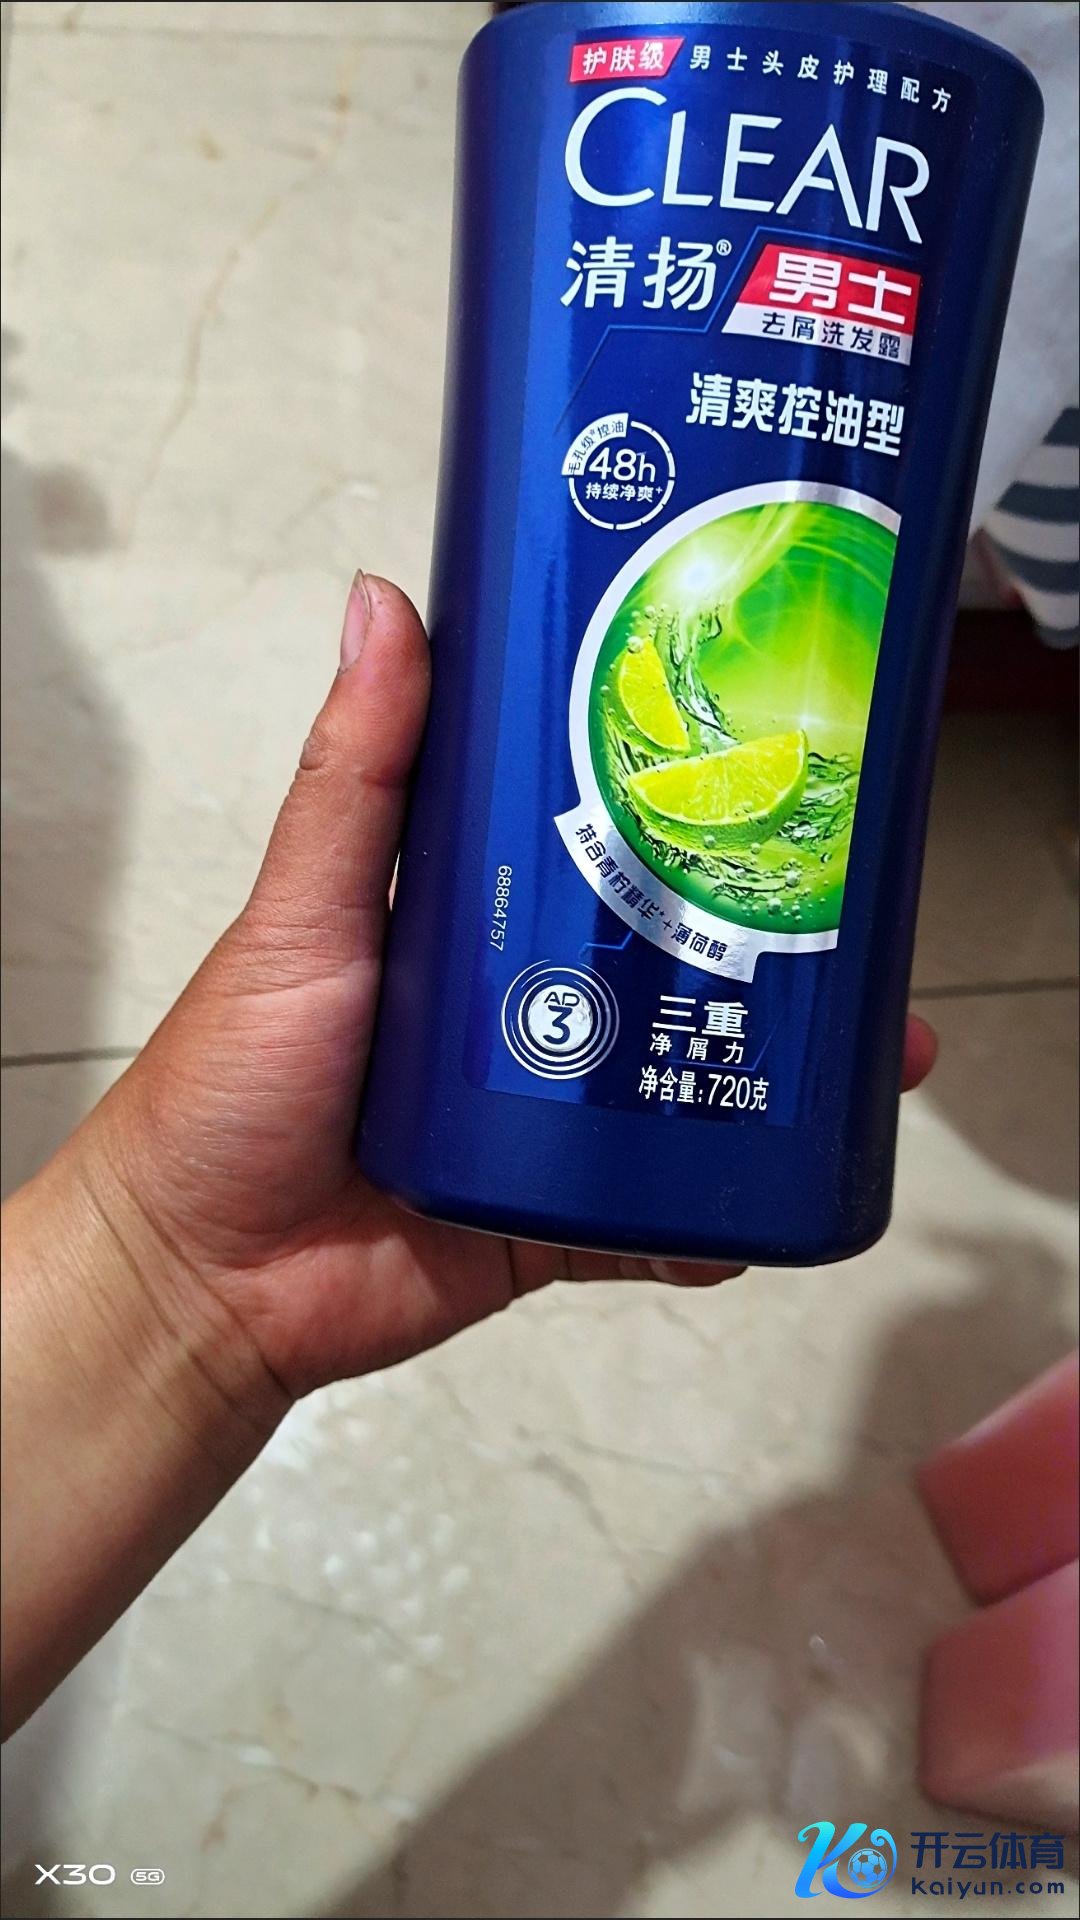 护肤级 男士头皮护理配方
CLEAR
清扬®
男士
去屑洗发露
清爽控油型
毛孔级*控油
48h
持续净爽+
特含青柠精华*+薄荷醇
68864757
AD
3
三重
净屑力
净含量:720克
X30 5G
开云体育
kaiyun.com